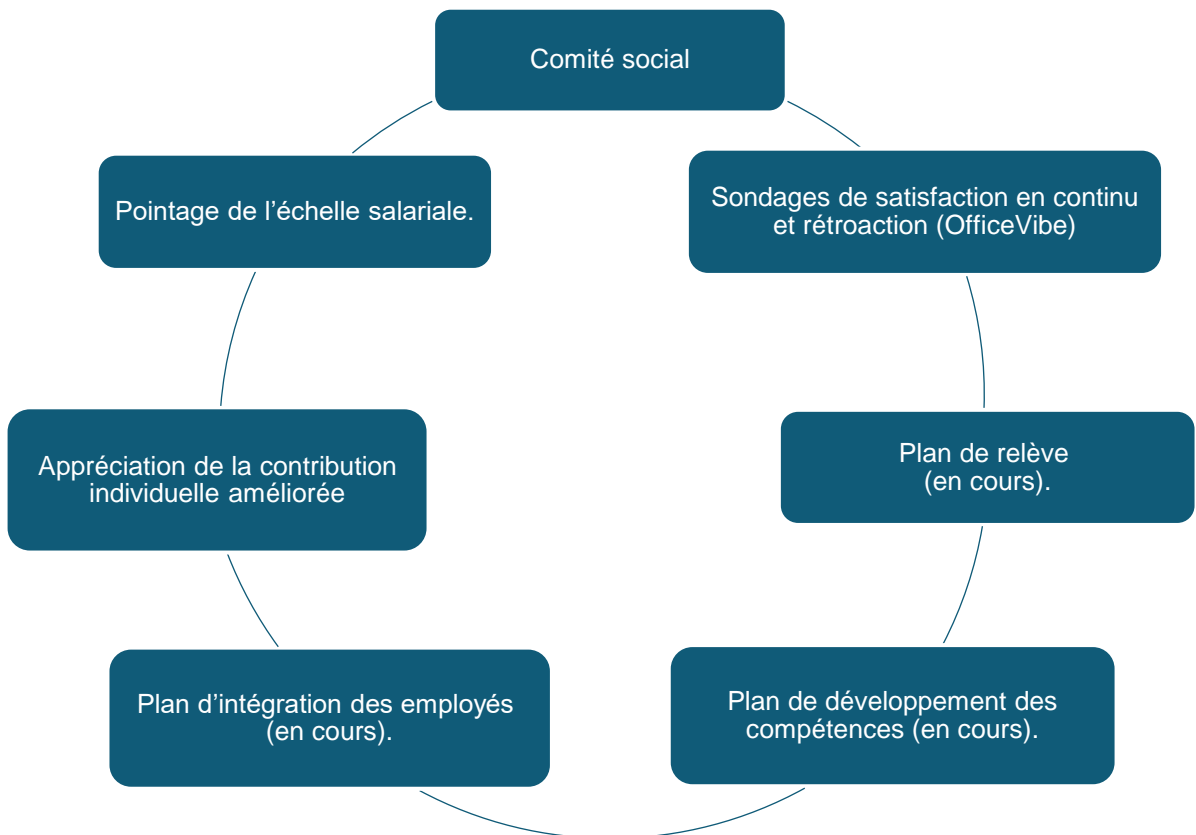 Comité social
Pointage de l’échelle salariale.
Sondages de satisfaction en continu
et rétroaction (OfficeVibe)
Appréciation de la contribution
individuelle améliorée
Plan de relève
(en cours).
Plan d’intégration des employés
(en cours).
Plan de développement des
compétences (en cours).